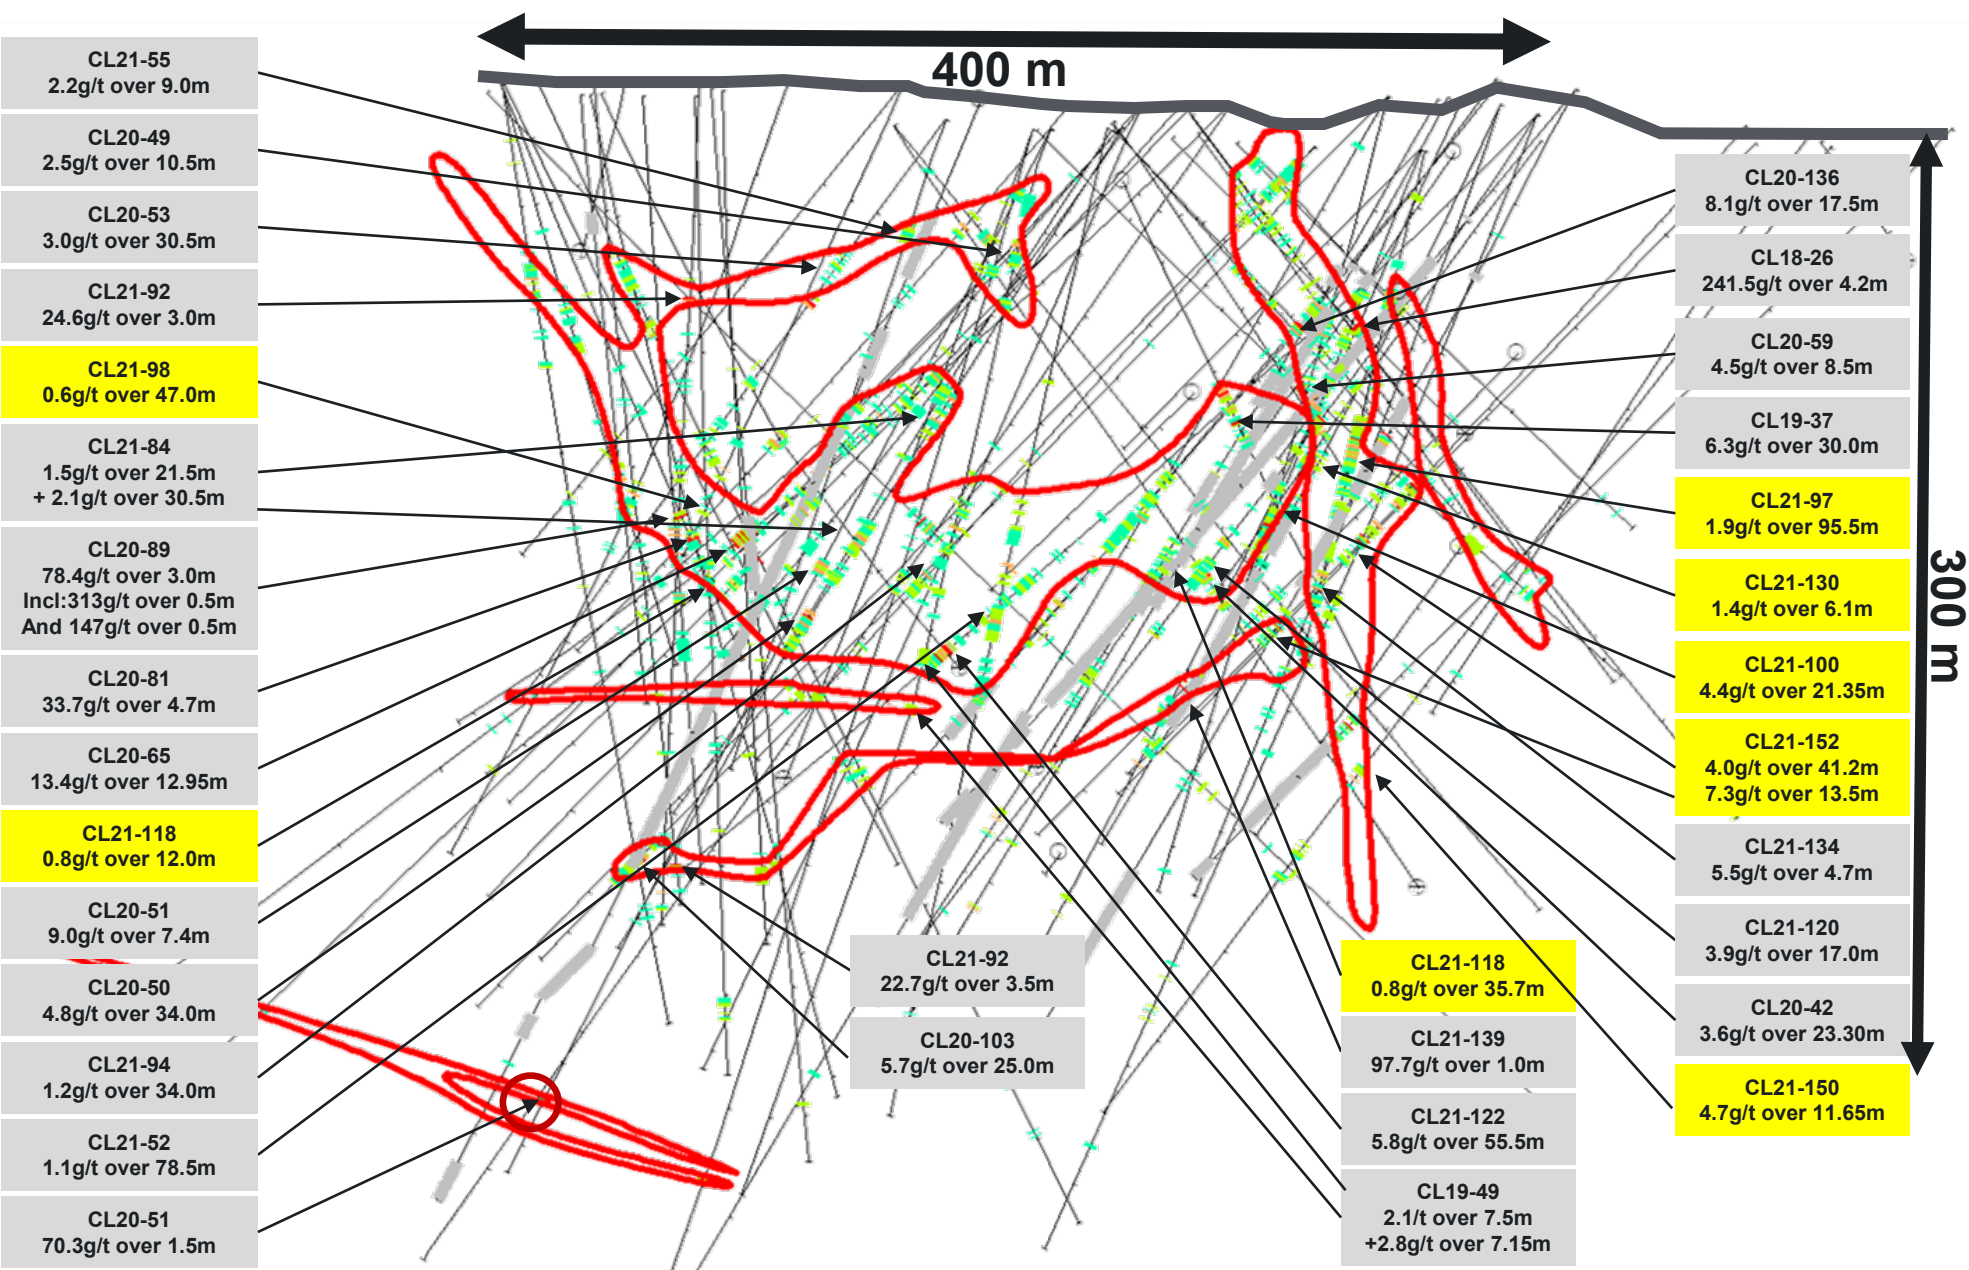 400 m
CL21-55
2.2g/t over 9.0m
CL20-49
2.5g/t over 10.5m
CL20-53
3.0g/t over 30.5m
CL21-92
24.6g/t over 3.0m
CL21-98
0.6g/t over 47.0m
CL21-84
1.5g/t over 21.5m
+ 2.1g/t over 30.5m
CL20-89
78.4g/t over 3.0m
Incl:313g/t over 0.5m
And 147g/t over 0.5m
CL20-81
33.7g/t over 4.7m
CL20-65
13.4g/t over 12.95m
CL21-118
0.8g/t over 12.0m
CL20-51
9.0g/t over 7.4m
CL20-50
4.8g/t over 34.0m
CL21-94
1.2g/t over 34.0m
CL21-52
1.1g/t over 78.5m
CL20-51
70.3g/t over 1.5m
CL21-92
22.7g/t over 3.5m
CL20-103
5.7g/t over 25.0m
CL21-118
0.8g/t over 35.7m
CL21-139
97.7g/t over 1.0m
CL21-122
5.8g/t over 55.5m
CL19-49
2.1/t over 7.5m
+2.8g/t over 7.15m
CL20-136
8.1g/t over 17.5m
CL18-26
241.5g/t over 4.2m
CL20-59
4.5g/t over 8.5m
CL19-37
6.3g/t over 30.0m
CL21-97
1.9g/t over 95.5m
CL21-130
1.4g/t over 6.1m
CL21-100
4.4g/t over 21.35m
CL21-152
4.0g/t over 41.2m
7.3g/t over 13.5m
CL21-134
5.5g/t over 4.7m
CL21-120
3.9g/t over 17.0m
CL20-42
3.6g/t over 23.30m
CL21-150
4.7g/t over 11.65m
300 m